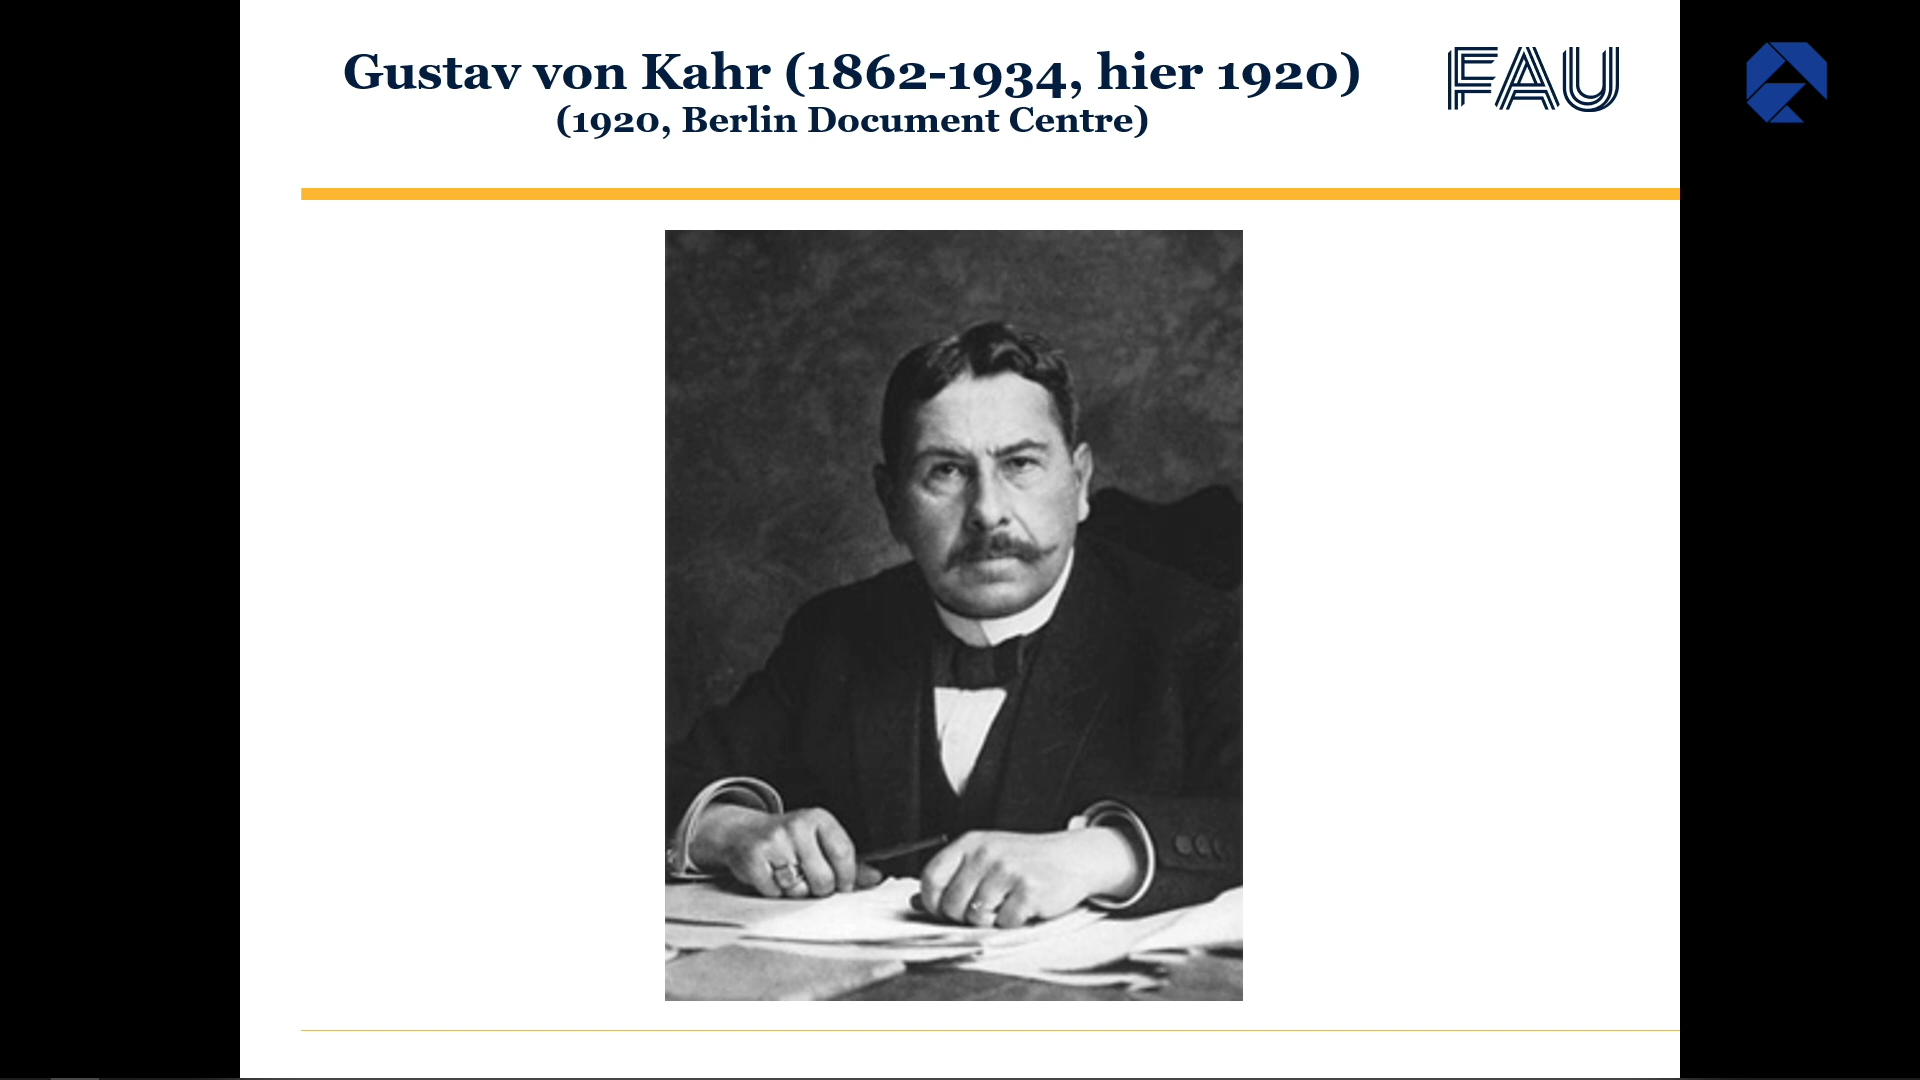 Gustav von Kahr (1862-1934, hier 1920)
(1920, Berlin Document Centre)
FAU